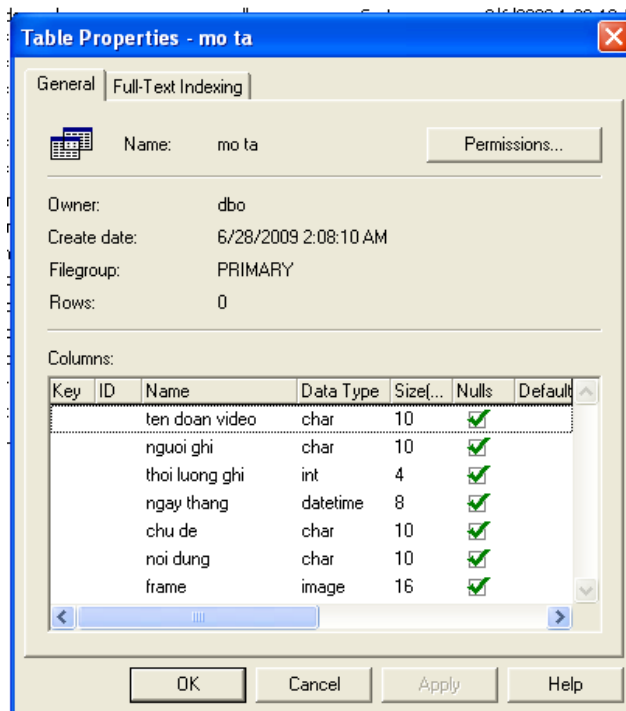 Table Properties - mo ta
General Full-Text Indexing
Name: mo ta Permissions...
Owner: dbo
Create date: 6/28/2009 2:08:10 AM
Filegroup: PRIMARY
Rows: 0
Columns:
Key ID Name Data Type Size(... Nulls Default
ten doan video char 10
nguoi ghi char 10
thoi luong ghi int 4
ngay thang datetime 8
chu de char 10
noi dung char 10
frame image 16
OK Cancel Apply Help